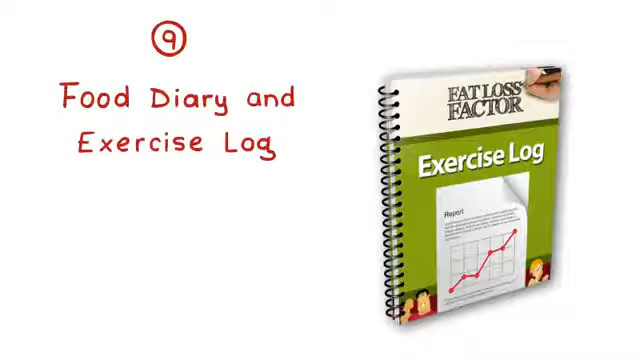 9
Food Diary and
Exercise Log
FAT LOSS
FACTOR
Exercise Log
Report